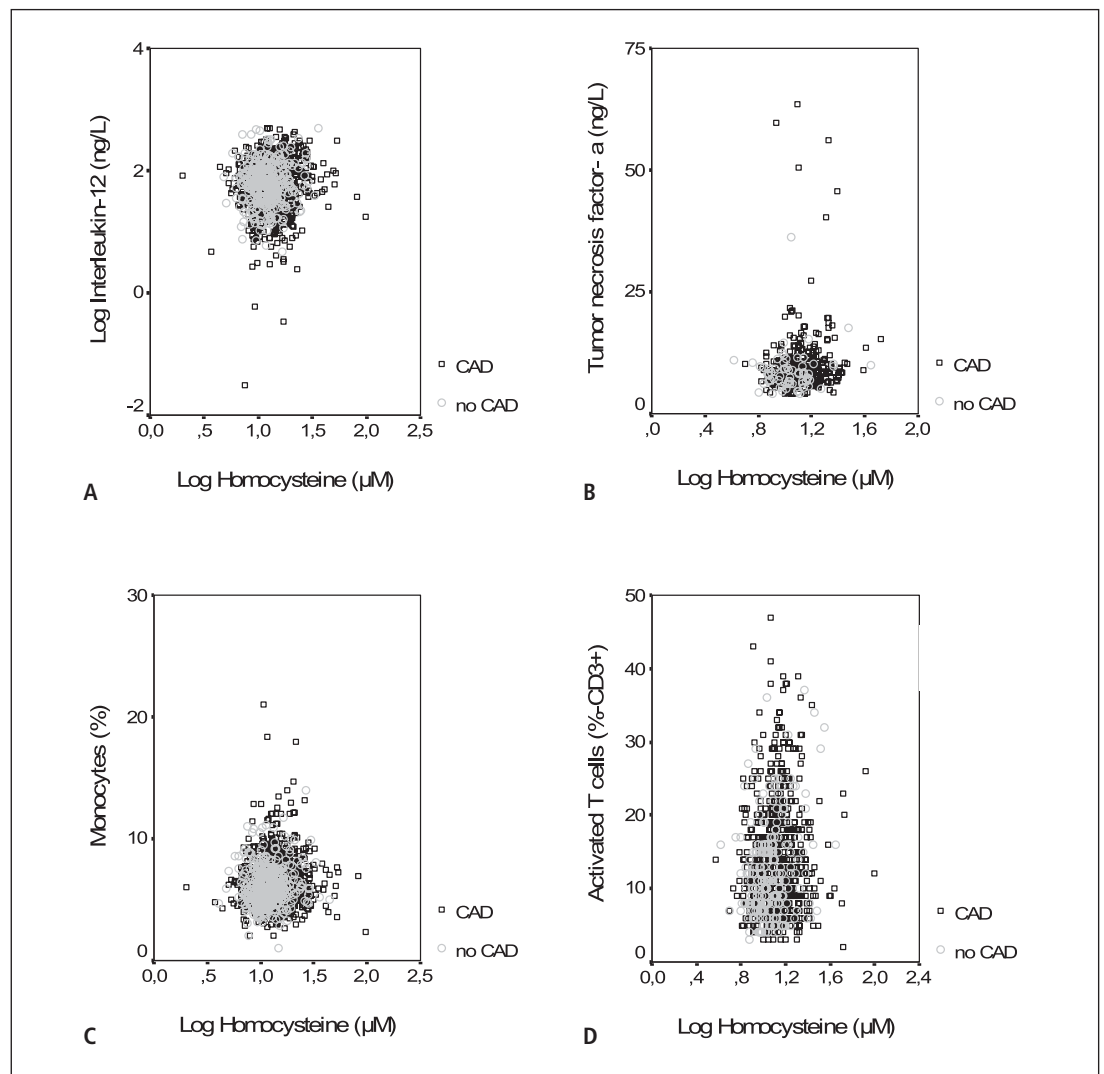 4
2
0
-2
0,0
,5
1,0
1,5
2,0
2,5
Log Interleukin-12 (ng/L)
Log Homocysteine (µM)
CAD
no CAD
A
75
50
25
0
,0
,4
,8
1,2
1,6
2,0
Tumor necrosis factor- a (ng/L)
Log Homocysteine (µM)
CAD
no CAD
B
30
20
10
0
0,0
,5
1,0
1,5
2,0
2,5
Monocytes (%)
Log Homocysteine (µM)
CAD
no CAD
C
50
40
30
20
10
0
0,0
,4
,8
1,2
1,6
2,0
2,4
Activated T cells (%-CD3+)
Log Homocysteine (µM)
CAD
no CAD
D